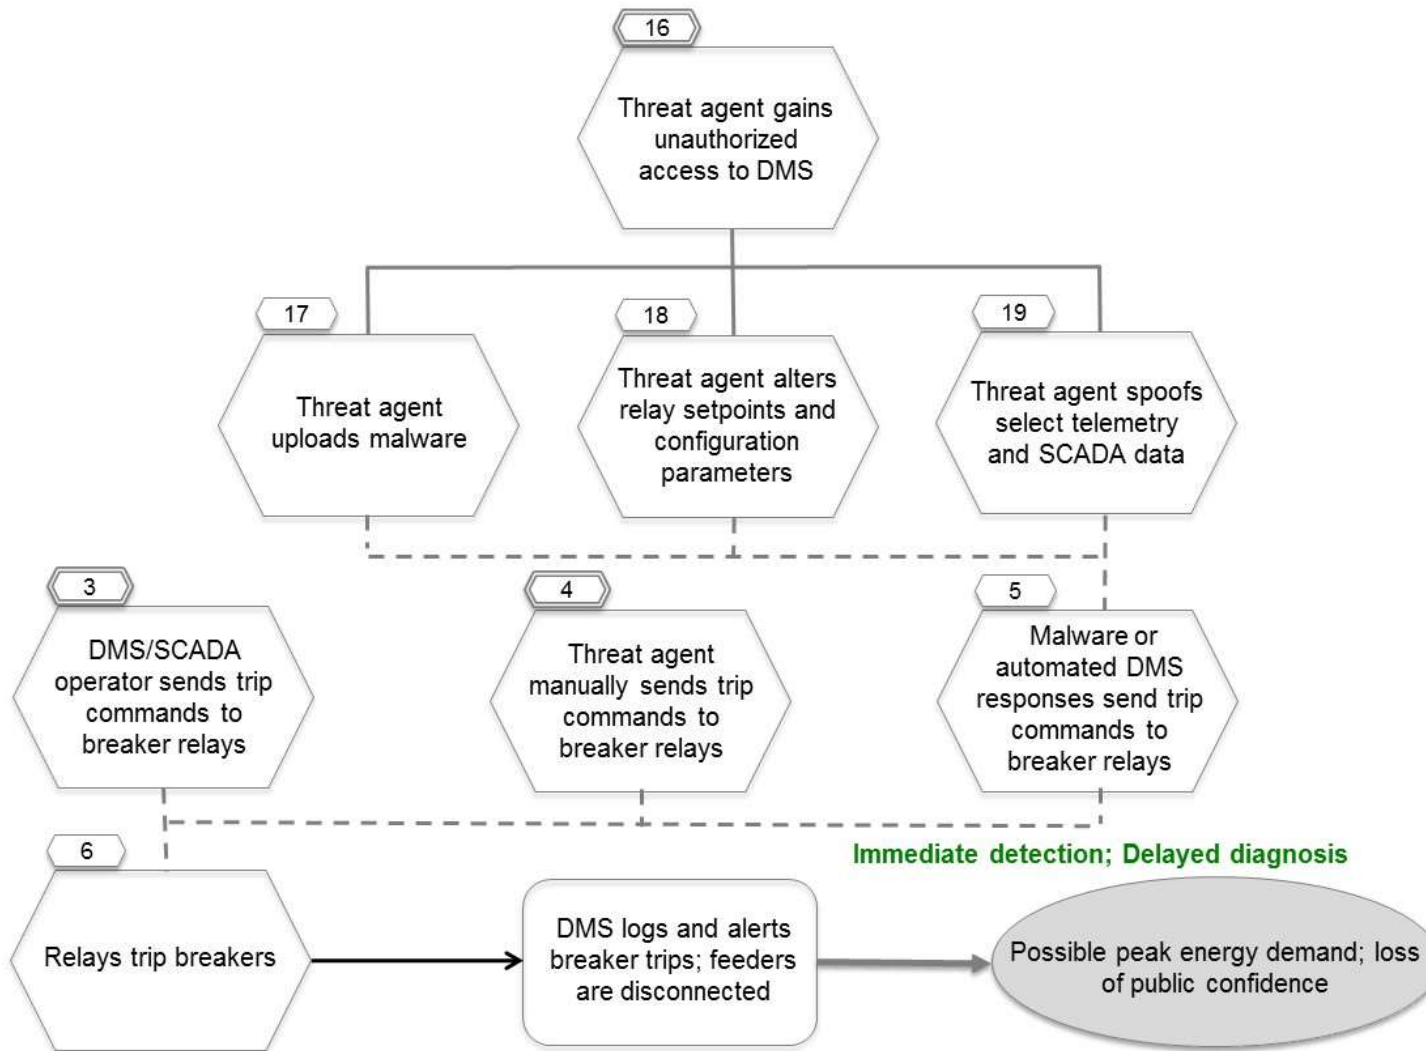 16
Threat agent gains
unauthorized
access to DMS
17
Threat agent
uploads malware
18
Threat agent alters
relay setpoints and
configuration
parameters
19
Threat agent spoofs
select telemetry
and SCADA data
3
DMS/SCADA
operator sends trip
commands to
breaker relays
4
Threat agent
manually sends trip
commands to
breaker relays
5
Malware or
automated DMS
responses send trip
commands to
breaker relays
6
Relays trip breakers
DMS logs and alerts
breaker trips; feeders
are disconnected
Immediate detection; Delayed diagnosis
Possible peak energy demand; loss
of public confidence